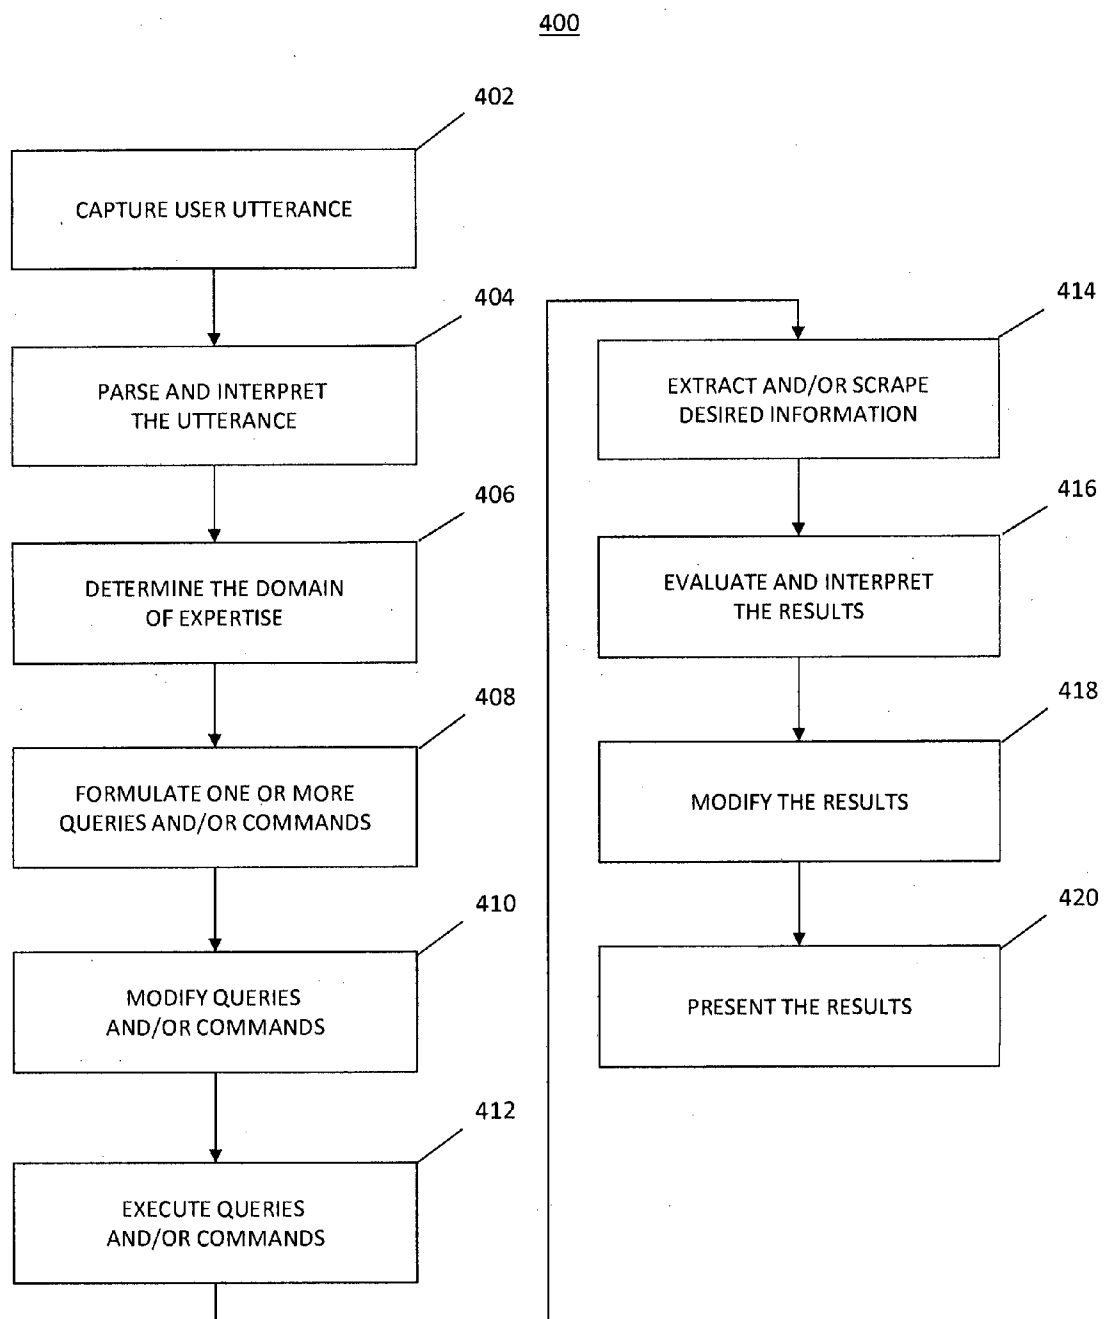 400
402
CAPTURE USER UTTERANCE
404
PARSE AND INTERPRET
THE UTTERANCE
406
DETERMINE THE DOMAIN
OF EXPERTISE
408
FORMULATE ONE OR MORE
QUERIES AND/OR COMMANDS
410
MODIFY QUERIES
AND/OR COMMANDS
412
EXECUTE QUERIES
AND/OR COMMANDS
414
EXTRACT AND/OR SCRAPE
DESIRED INFORMATION
416
EVALUATE AND INTERPRET
THE RESULTS
418
MODIFY THE RESULTS
420
PRESENT THE RESULTS